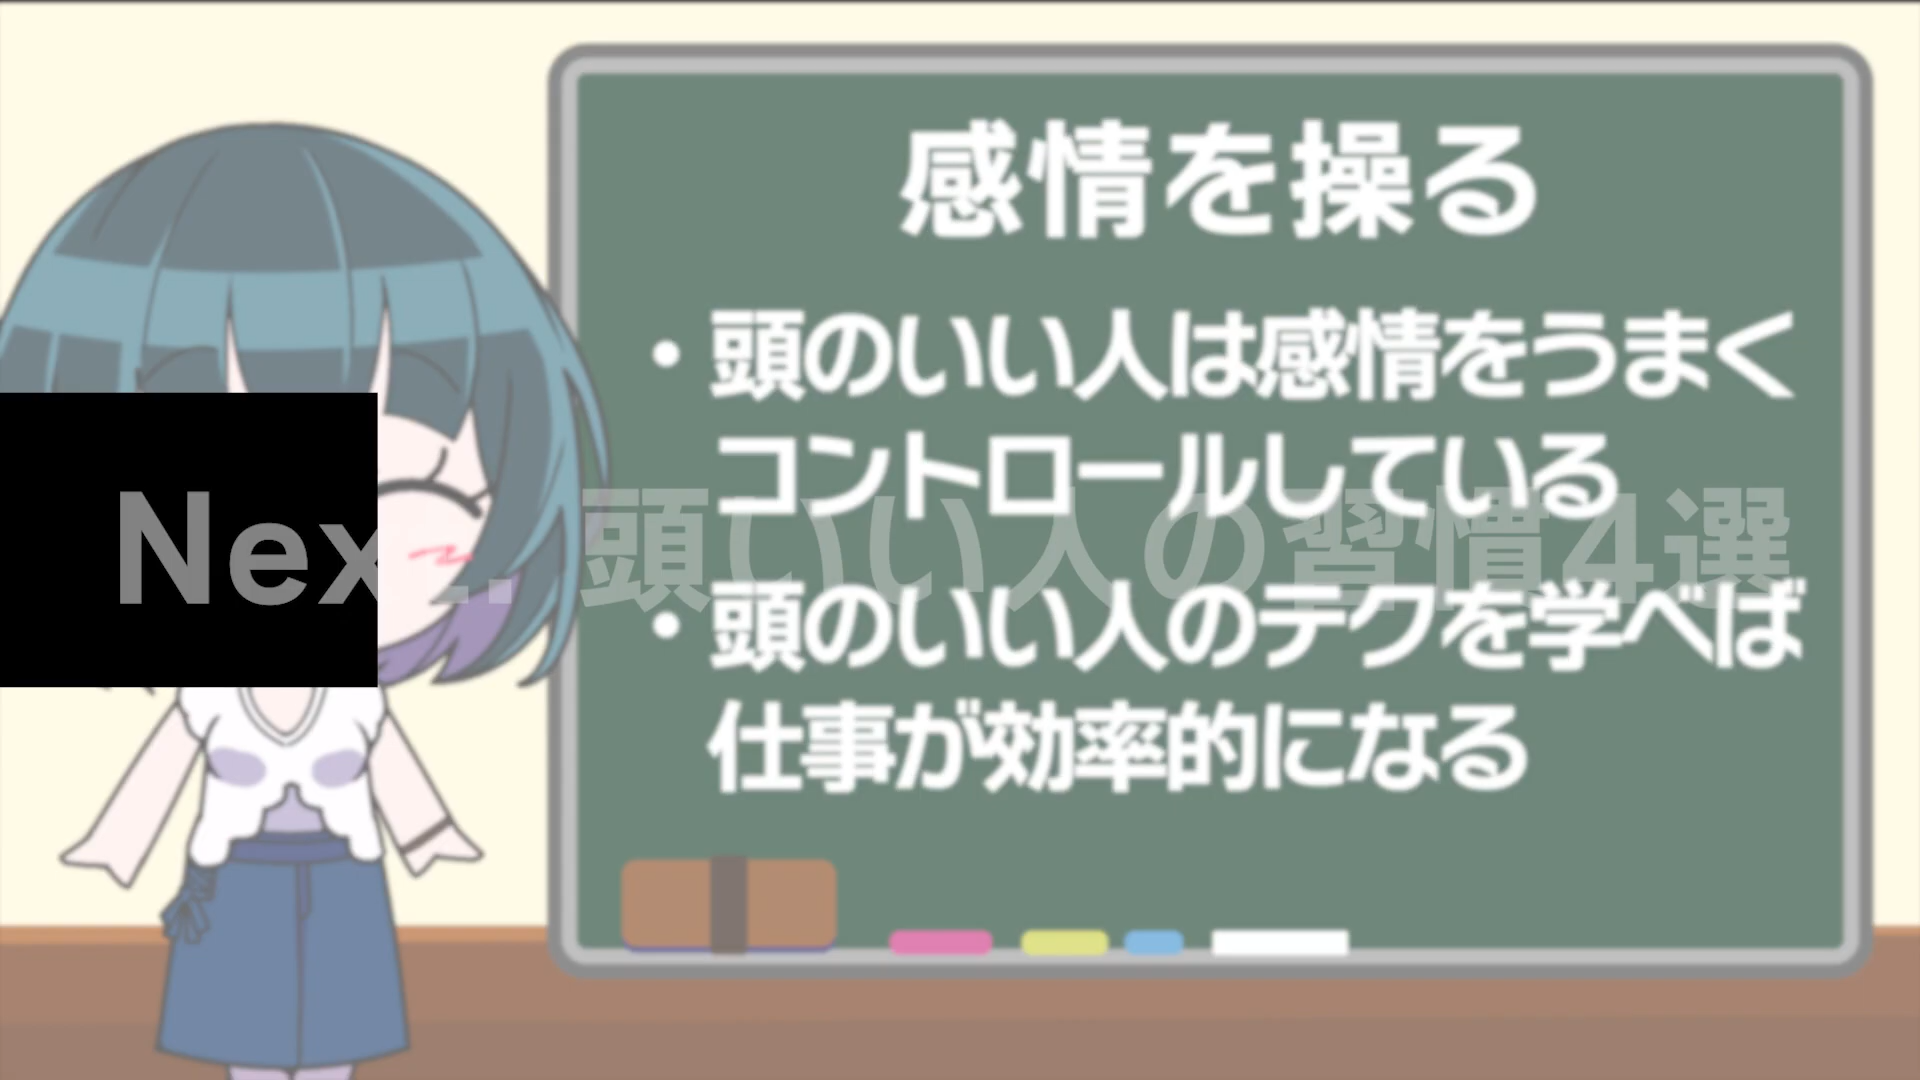 感情を操る
・頭のいい人は感情をうまく
コントロールしている
Next. 頭いい人の習慣4選
・頭のいい人のテクを学べば
仕事が効率的になる